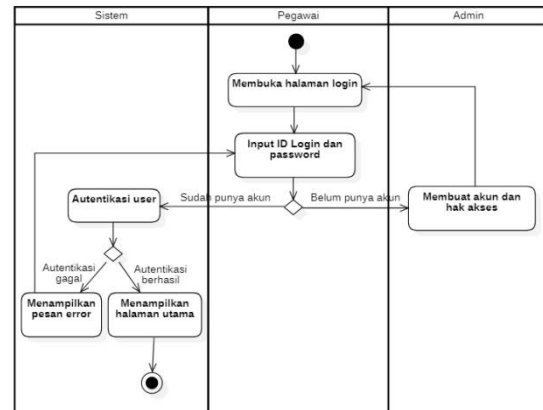 Sistem
Pegawai
Admin
Membuka halaman login
Input ID Login dan
password
Sudah punya akun
Belum punya akun
Autentikasi user
Membuat akun dan
hak akses
Autentikasi
gagal
Autentikasi
berhasil
Menampilkan
pesan error
Menampilkan
halaman utama